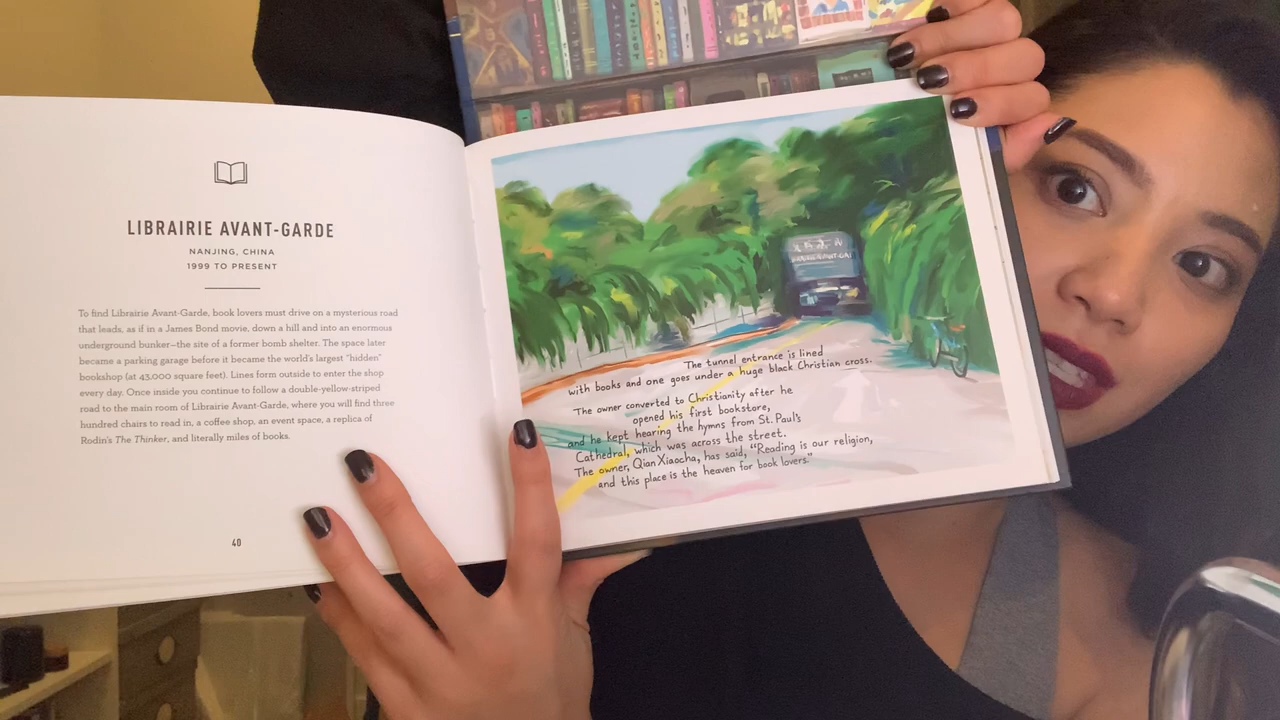 LIBRAIRIE AVANT-GARDE
NANJING, CHINA
1999 TO PRESENT
To find Librairie Avant-Garde, book lovers must drive on a mysterious road
that leads, as if in a James Bond movie, down a hill and into an enormous
underground bunker—the site of a former bomb shelter. The space later
became a parking garage before it became the world's largest "hidden"
bookshop (at 43,000 square feet). Lines form outside to enter the shop
every day. Once inside you continue to follow a double-yellow-striped
road to the main room of Librairie Avant-Garde, where you will find three
hundred chairs to read in, a coffee shop, an event space, a replica of
Rodin's The Thinker, and literally miles of books.
40
The tunnel entrance is lined
with books and one goes under a huge black Christian cross.
The owner converted to Christianity after he
opened his first bookstore,
and he kept hearing the hymns from St. Paul's
Cathedral, which was across the street.
The owner, Qian Xiaocha, has said, "Reading is our religion,
and this place is the heaven for book lovers."